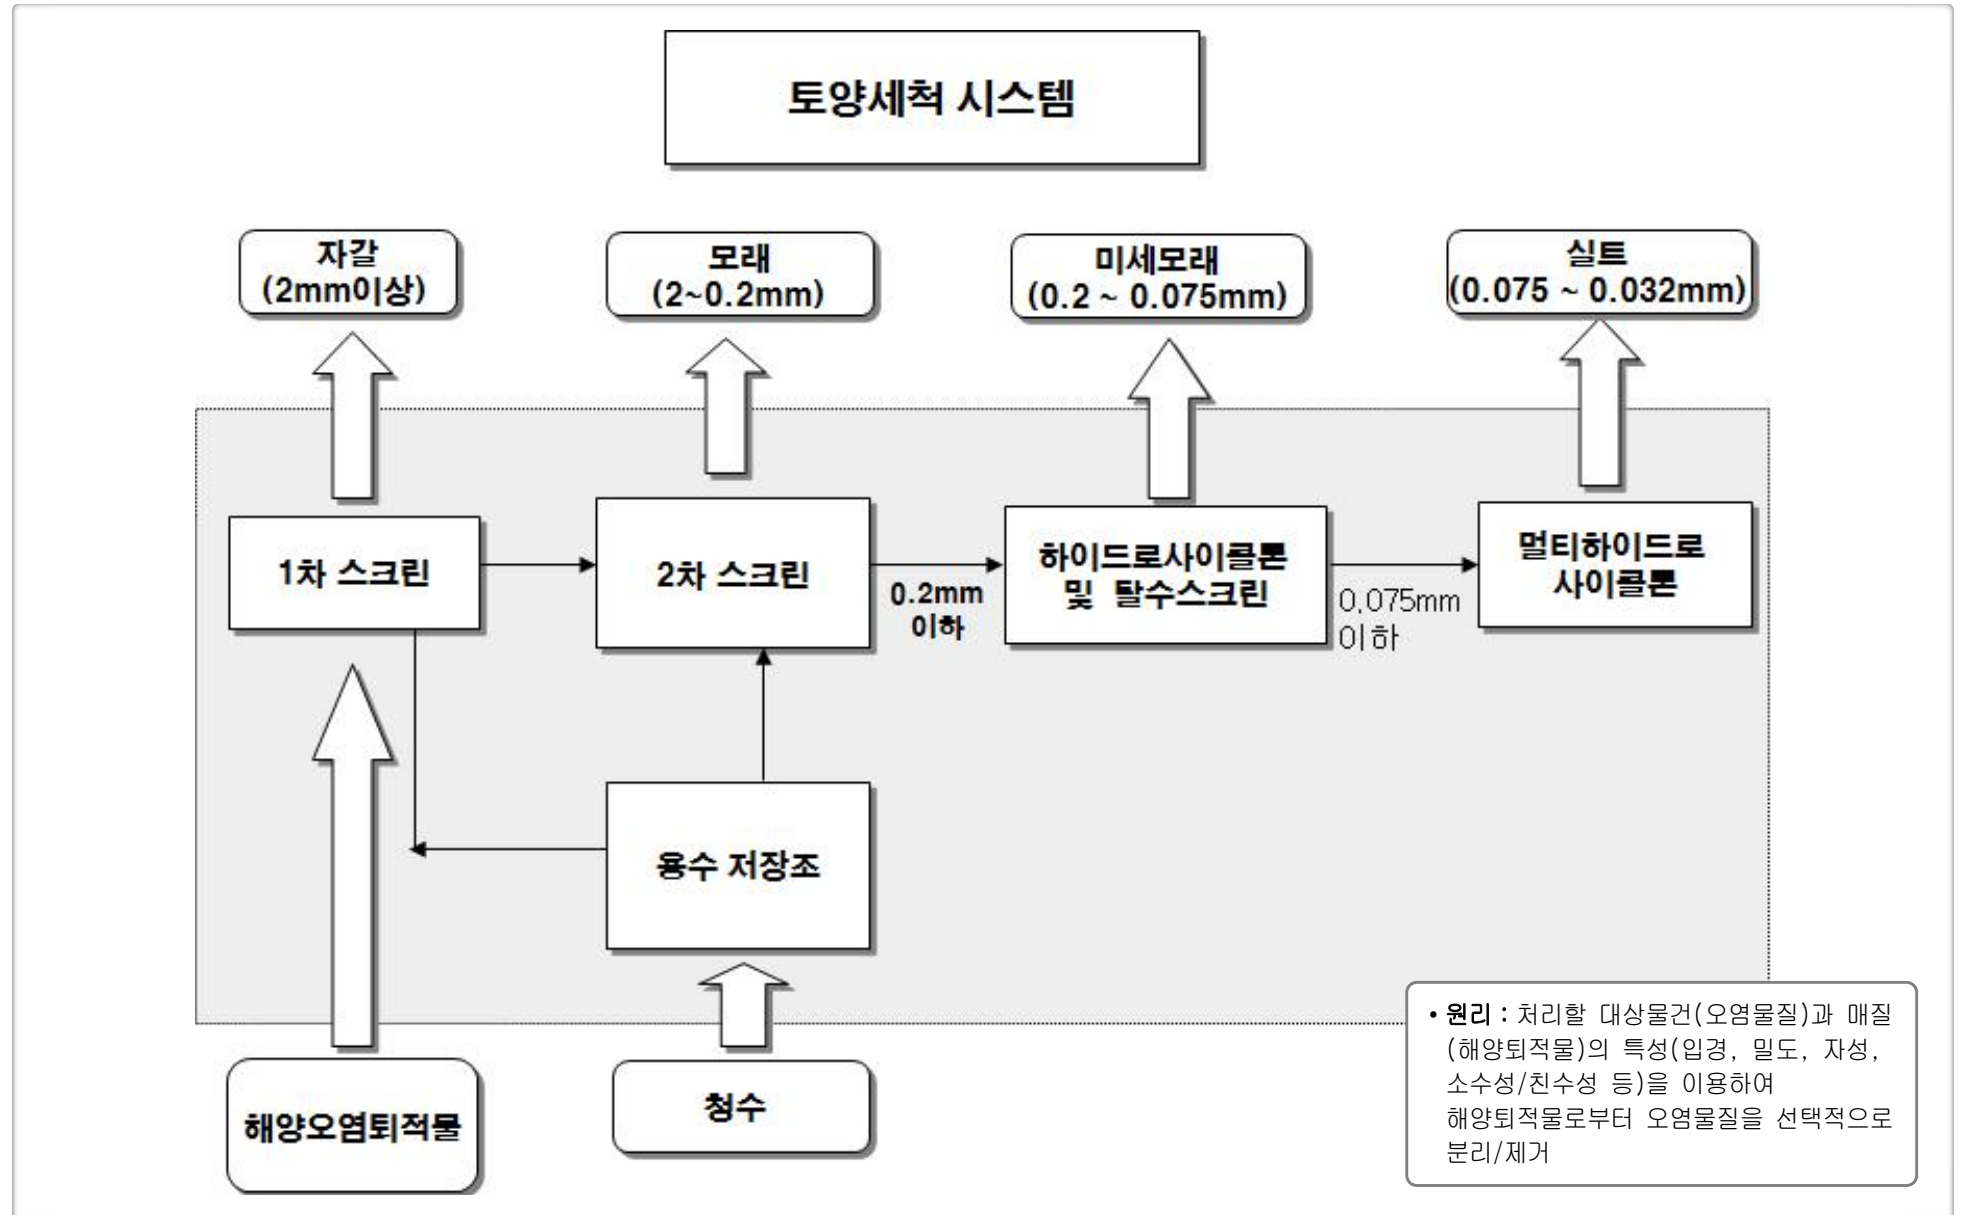 토양세척 시스템
자갈
(2mm이상)
모래
(2~0.2mm)
미세모래
(0.2 ~ 0.075mm)
실트
(0.075 ~ 0.032mm)
1차 스크린
2차 스크린
0.2mm
이하
하이드로사이클론
및 탈수스크린
0.075mm
이하
멀티하이드로
사이클론
용수 저장조
해양오염퇴적물
청수
• 원리 : 처리할 대상물건(오염물질)과 매질
(해양퇴적물)의 특성(입경, 밀도, 자성,
소수성/친수성 등)을 이용하여
해양퇴적물로부터 오염물질을 선택적으로
분리/제거